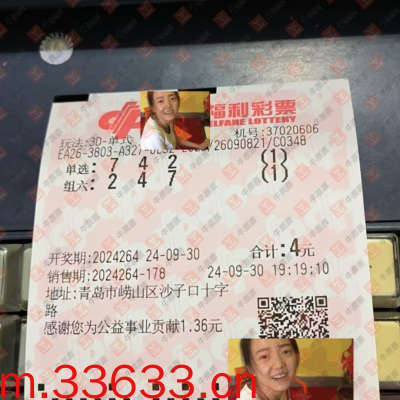 福利彩票
WELFARE LOTTERY
玩法:3D-单式
机号:37020606
/26090821/C0348
单选: 7 4 2 (1)
组六: 2 4 7 (1)
开奖期:2024264 24-09-30 合计:4元
销售期:2024264-178 24-09-30 19:19:10
地址:青岛市崂山区沙子口十字
路
感谢您为公益事业贡献1.36元
m.33633.cn